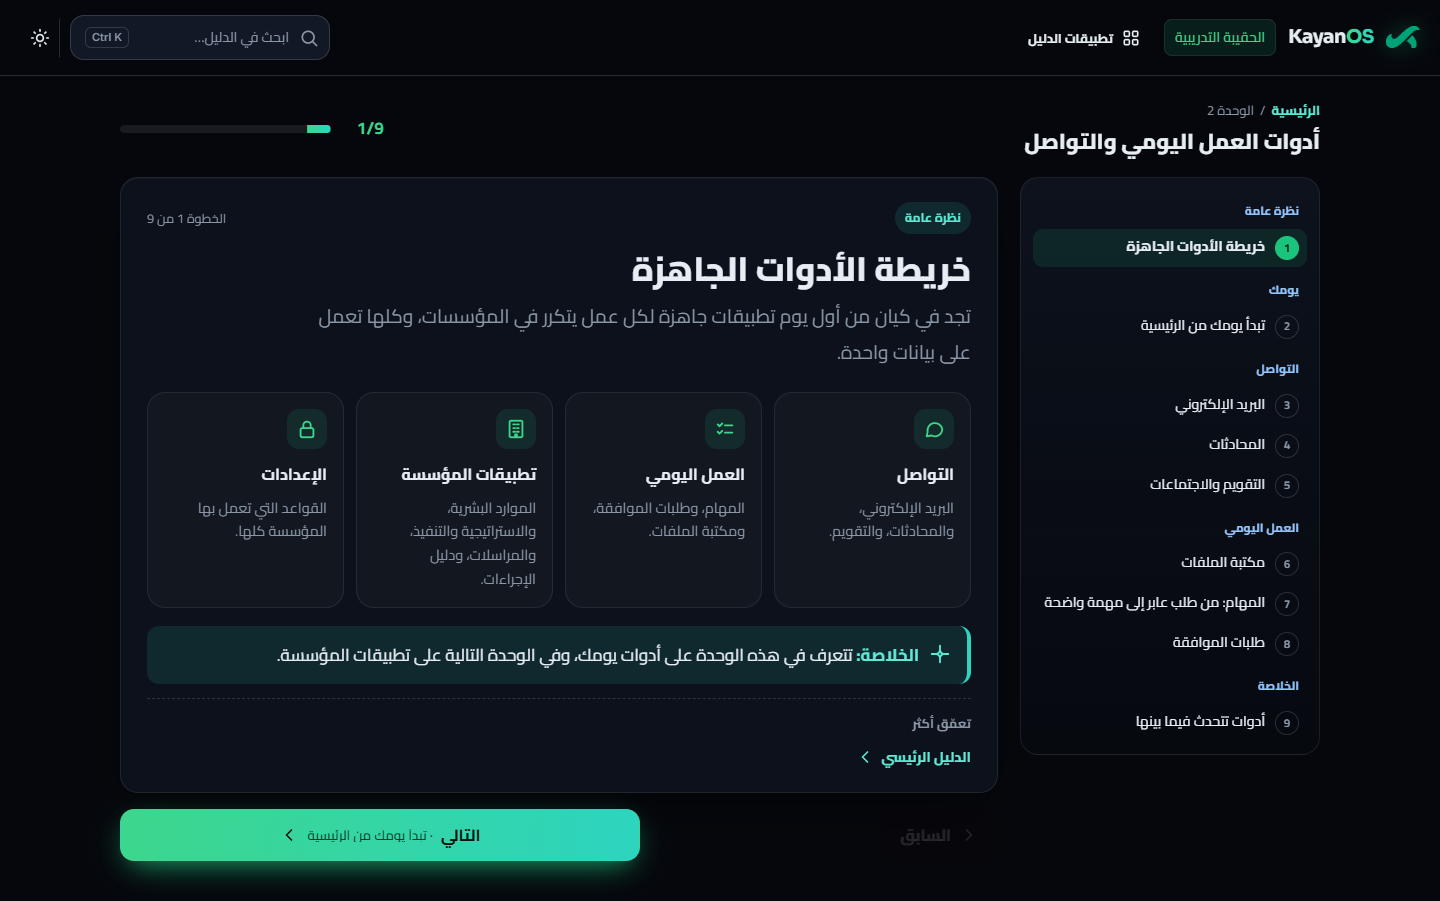 KayanOS
الحقيبة التدريبية
تطبيقات الدليل
ابحث في الدليل...
Ctrl K
الرئيسية / الوحدة 2
أدوات العمل اليومي والتواصل
1/9
نظرة عامة
1 خريطة الأدوات الجاهزة
يومك
2 تبدأ يومك من الرئيسية
التواصل
3 البريد الإلكتروني
4 المحادثات
5 التقويم والاجتماعات
العمل اليومي
6 مكتبة الملفات
7 المهام: من طلب عابر إلى مهمة واضحة
8 طلبات الموافقة
الخلاصة
9 أدوات تتحدث فيما بينها
نظرة عامة
الخطوة 1 من 9
خريطة الأدوات الجاهزة
تجد في كيان من أول يوم تطبيقات جاهزة لكل عمل يتكرر في المؤسسات، وكلها تعمل
على بيانات واحدة.
التواصل
البريد الإلكتروني،
والمحادثات، والتقويم.
العمل اليومي
المهام، وطلبات الموافقة،
ومكتبة الملفات.
تطبيقات المؤسسة
الموارد البشرية،
والاستراتيجية والتنفيذ،
والمراسلات، ودليل
الإجراءات.
الإعدادات
القواعد التي تعمل بها
المؤسسة كلها.
الخلاصة: تتعرف في هذه الوحدة على أدوات يومك، وفي الوحدة التالية على تطبيقات المؤسسة.
تعمّق أكثر
الدليل الرئيسي
السابق
التالي · تبدأ يومك من الرئيسية